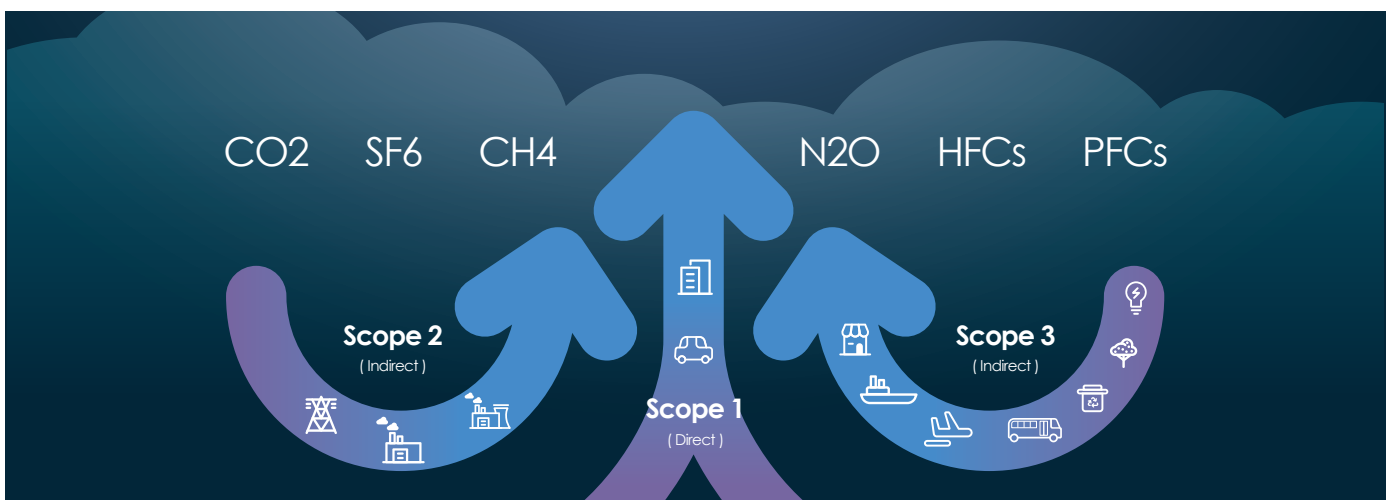 CO2 SF6 CH4 N2O HFCs PFCs
Scope 2
( Indirect )
Scope 1
( Direct )
Scope 3
( Indirect )